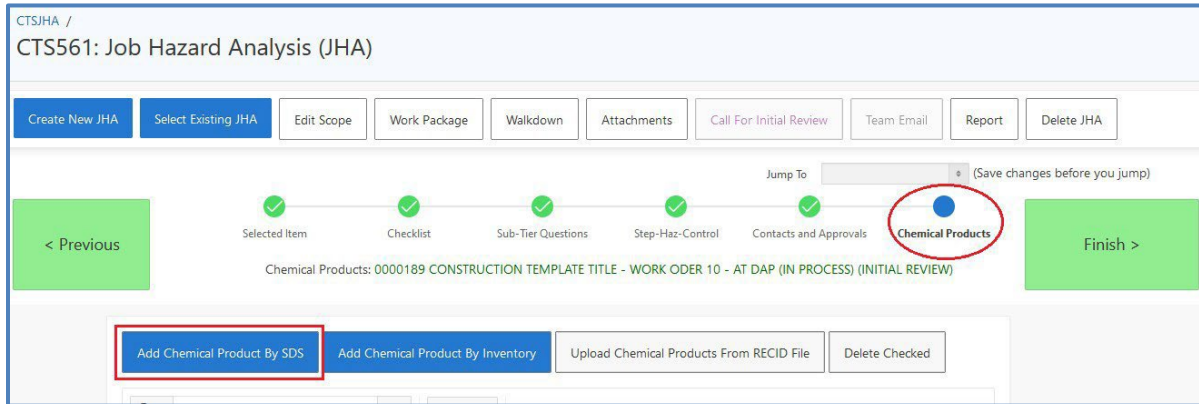 CTSJHA /
CTS561: Job Hazard Analysis (JHA)
Create New JHA Select Existing JHA Edit Scope Work Package Walkdown Attachments Call For Initial Review Team Email Report Delete JHA
Jump To (Save changes before you jump)
< Previous
Selected Item Checklist Sub-Tier Questions Step-Haz-Control Contacts and Approvals Chemical Products
Finish >
Chemical Products: 0000189 CONSTRUCTION TEMPLATE TITLE - WORK ODER 10 - AT DAP (IN PROCESS) (INITIAL REVIEW)
Add Chemical Product By SDS Add Chemical Product By Inventory Upload Chemical Products From RECID File Delete Checked